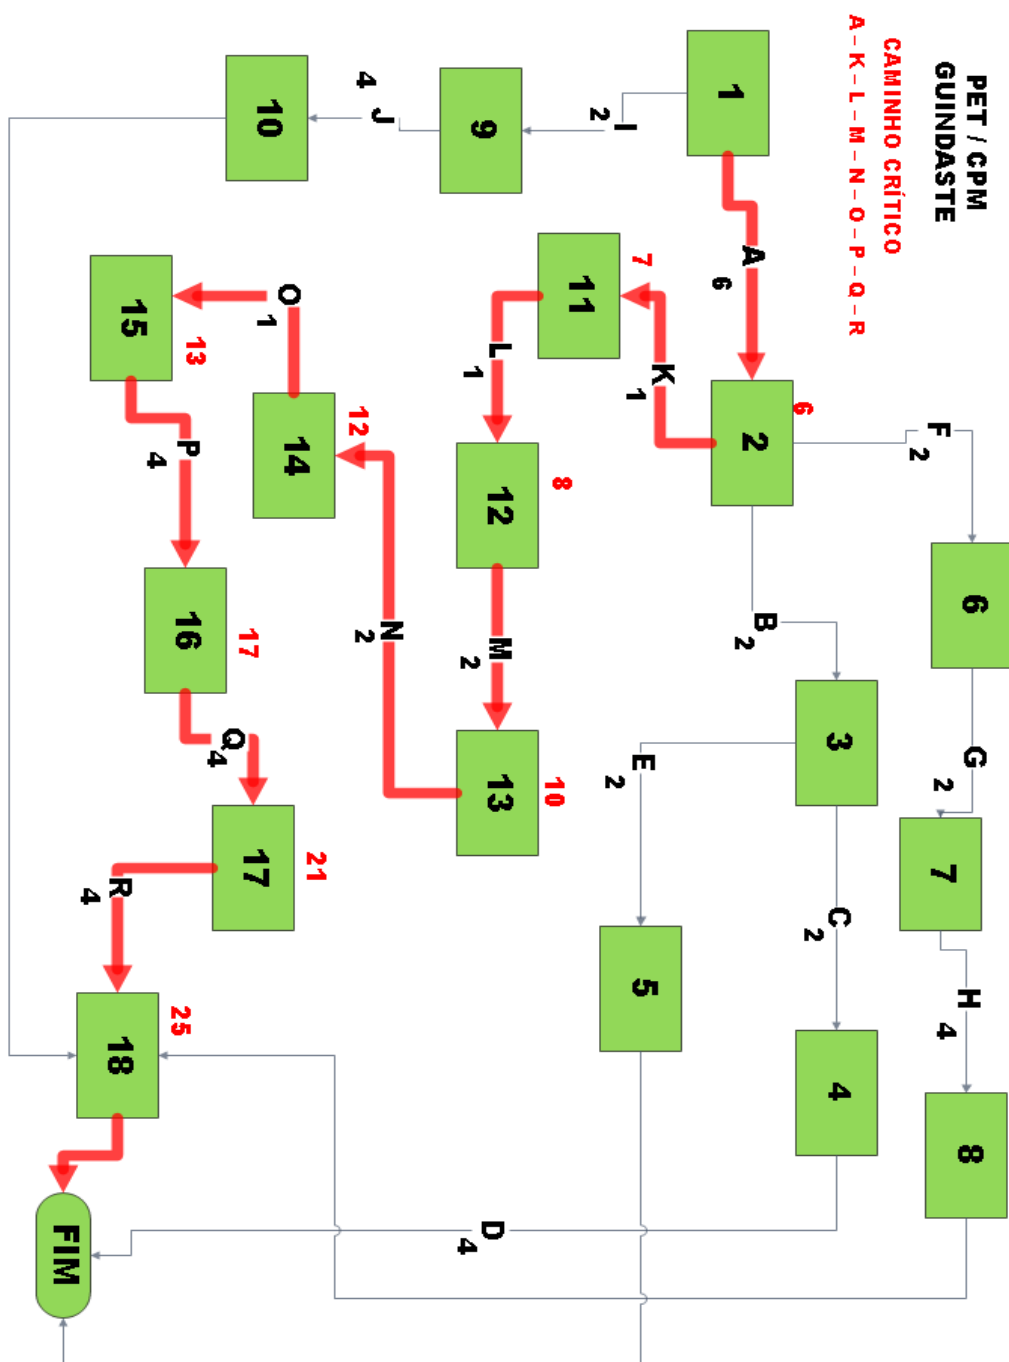 PET / CPM
GUINDASTE
CAMINHO CRÍTICO
A – K – L – M – N – O – P – Q – R
F
2
6
G
2
7
H
4
8
1
A
6
6
2
B
2
3
C
2
4
D
4
I
2
7
11
K
1
E
2
5
9
L
1
8
12
M
2
10
13
J
4
10
O
1
12
14
N
2
13
15
P
4
17
16
Q
4
21
17
R
4
25
18
FIM